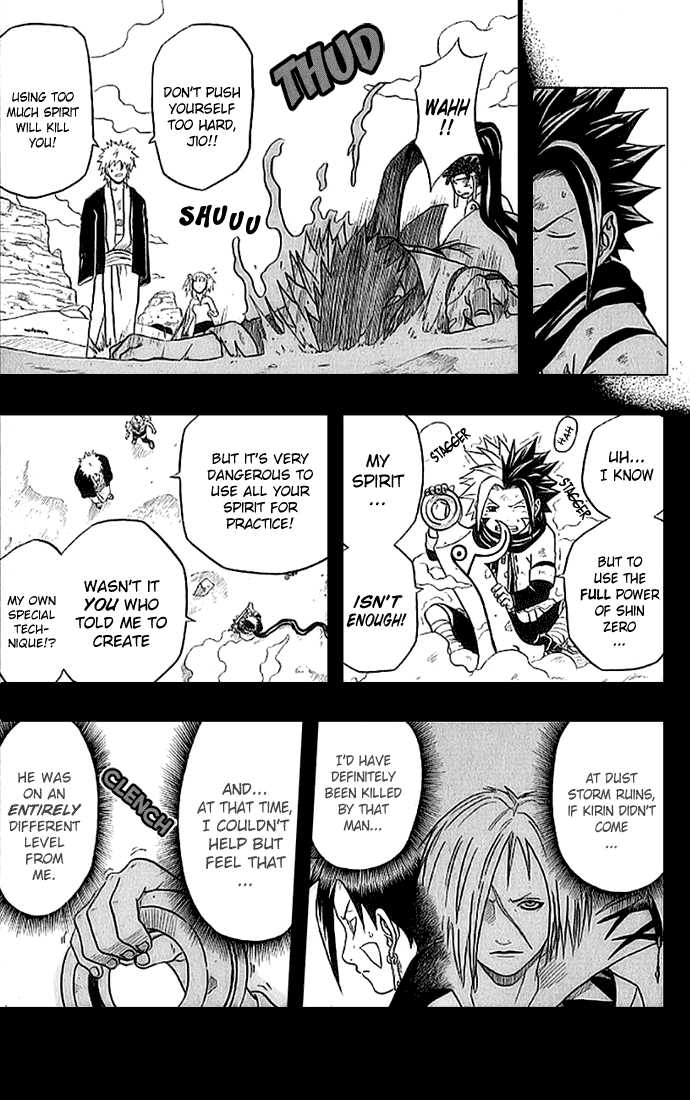 WAHH
!!
THUD
DON'T PUSH
YOURSELF
TOO HARD,
JIO!!
SHUUU
USING TOO
MUCH SPIRIT
WILL KILL
YOU!
UH...
I KNOW
BUT TO
USE THE
FULL POWER
OF SHIN
ZERO
...
HAH
STAGGER
STAGGER
MY
SPIRIT
...
ISN'T
ENOUGH!
BUT IT'S VERY
DANGEROUS TO
USE ALL YOUR
SPIRIT FOR
PRACTICE!
WASN'T IT
YOU WHO
TOLD ME TO
CREATE
MY OWN
SPECIAL
TECH-
NIQUE!?
AT DUST
STORM RUINS,
IF KIRIN DIDN'T
COME
...
I'D HAVE
DEFINITELY
BEEN KILLED
BY THAT
MAN...
AND...
AT THAT TIME,
I COULDN'T
HELP BUT
FEEL THAT
...
CLENCH
HE WAS
ON AN
ENTIRELY
DIFFERENT
LEVEL
FROM
ME.